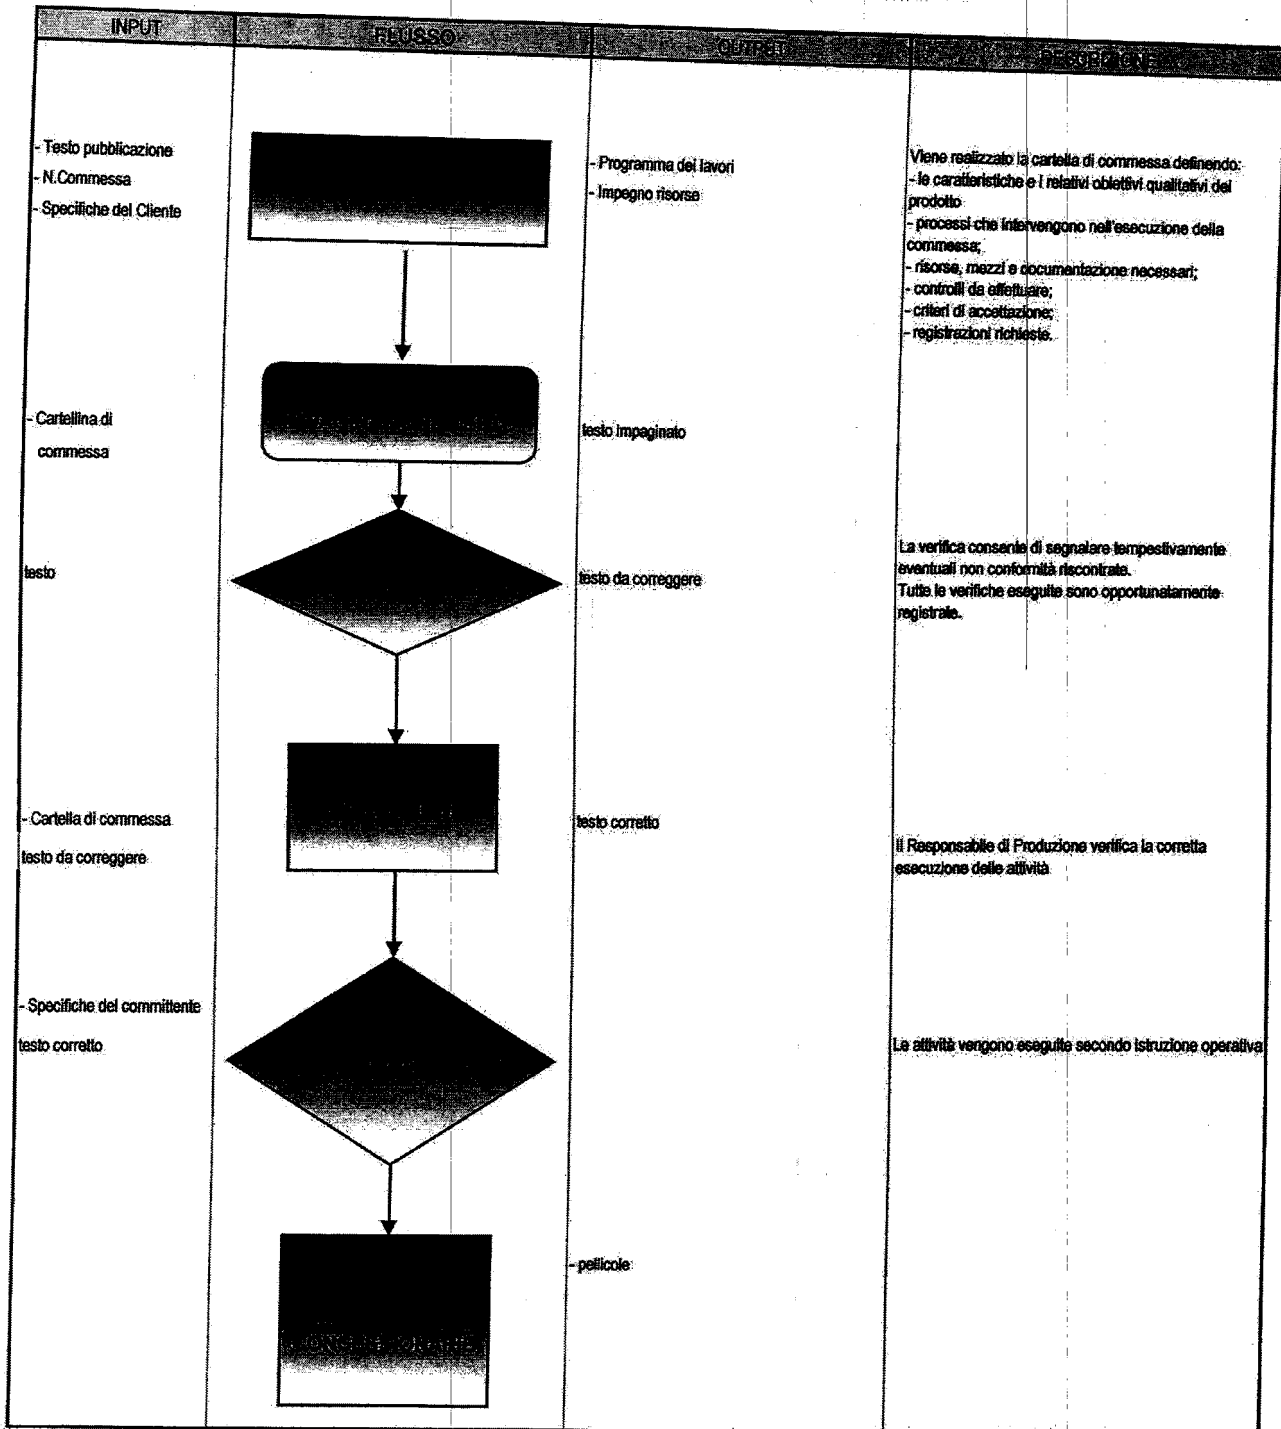 INPUT
FLUSSO
OUTPUT
DESCRIZIONE
- Testo pubblicazione
- N.Commessa
- Specifiche del Cliente
- Programma dei lavori
- Impegno risorse
Viene realizzato la cartella di commessa definendo:
- le caratteristiche e i relativi obiettivi qualitativi del
prodotto
- processi che intervengono nell'esecuzione della
commessa;
- risorse, mezzi e documentazione necessari;
- controlli da effettuare;
- criteri di accettazione;
- registrazioni richieste.
- Cartellina di
commessa
testo impaginato
testo
testo da correggere
La verifica consente di segnalare tempestivamente
eventuali non conformità riscontrate.
Tutte le verifiche eseguite sono opportunatamente
registrate.
- Cartella di commessa
testo da correggere
testo corretto
Il Responsabile di Produzione verifica la corretta
esecuzione delle attività
- Specifiche del committente
testo corretto
Le attività vengono eseguite secondo istruzione operativa
- pellicole